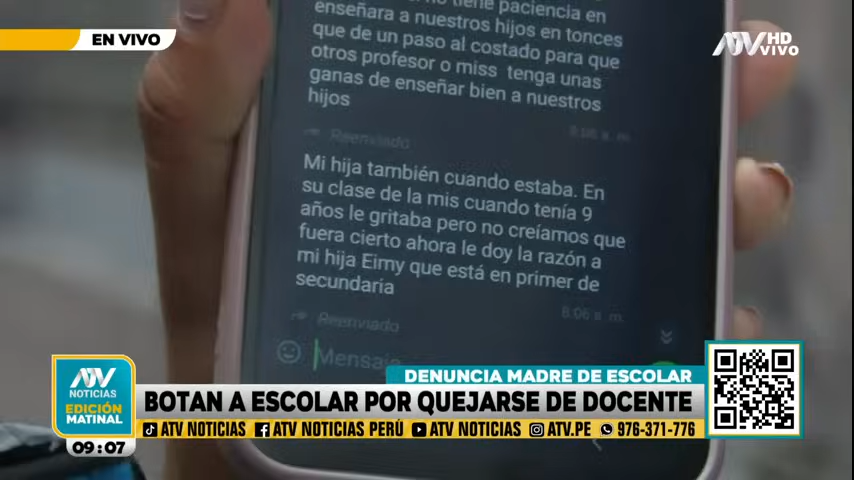 EN VIVO
ATV HD
VIVO
no tiene paciencia en
enseñara a nuestros hijos en tonces
que de un paso al costado para que
otros profesor o miss tenga unas
ganas de enseñar bien a nuestros
hijos
8:06 a. m.
Reenviado
Mi hija también cuando estaba. En
su clase de la mis cuando tenía 9
años le gritaba pero no creíamos que
fuera cierto ahora le doy la razón a
mi hija Eimy que está en primer de
secundaria
8:06 a. m.
Reenviado
Mensaje
DENUNCIA MADRE DE ESCOLAR
BOTAN A ESCOLAR POR QUEJARSE DE DOCENTE
ATV NOTICIAS ATV NOTICIAS PERÚ ATV NOTICIAS ATV.PE 976-371-776
ATV
NOTICIAS
EDICIÓN
MATINAL
09:07